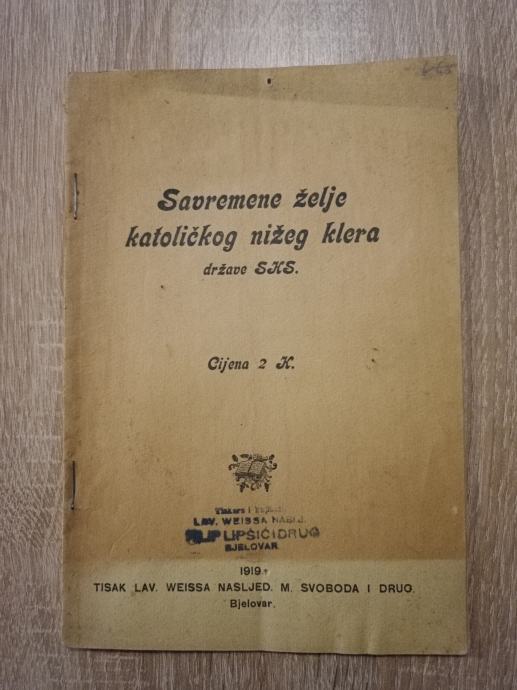 Savremene želje
katoličkog nižeg klera
države SHS.
Cijena 2 K.
LAV. WEISSA NASLJ.
FILIP LIPŠIĆ I DRUG
BJELOVAR
1919.
TISAK LAV. WEISSA NASLJED. M. SVOBODA I DRUG.
Bjelovar.